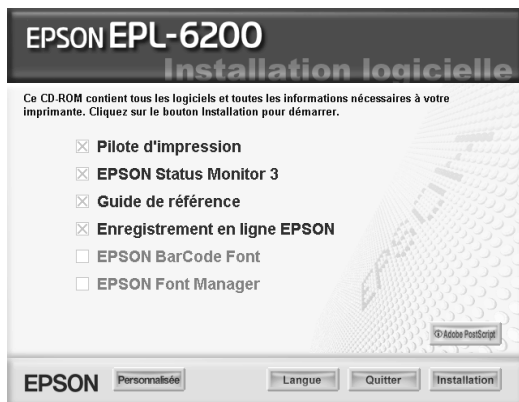 EPSON EPL-6200
Installation logicielle
Ce CD-ROM contient tous les logiciels et toutes les informations nécessaires à votre
imprimante. Cliquez sur le bouton Installation pour démarrer.
Pilote d'impression
EPSON Status Monitor 3
Guide de référence
Enregistrement en ligne EPSON
EPSON BarCode Font
EPSON Font Manager
EPSON
Adobe PostScript
EPSON Personnalisée Langue Quitter Installation